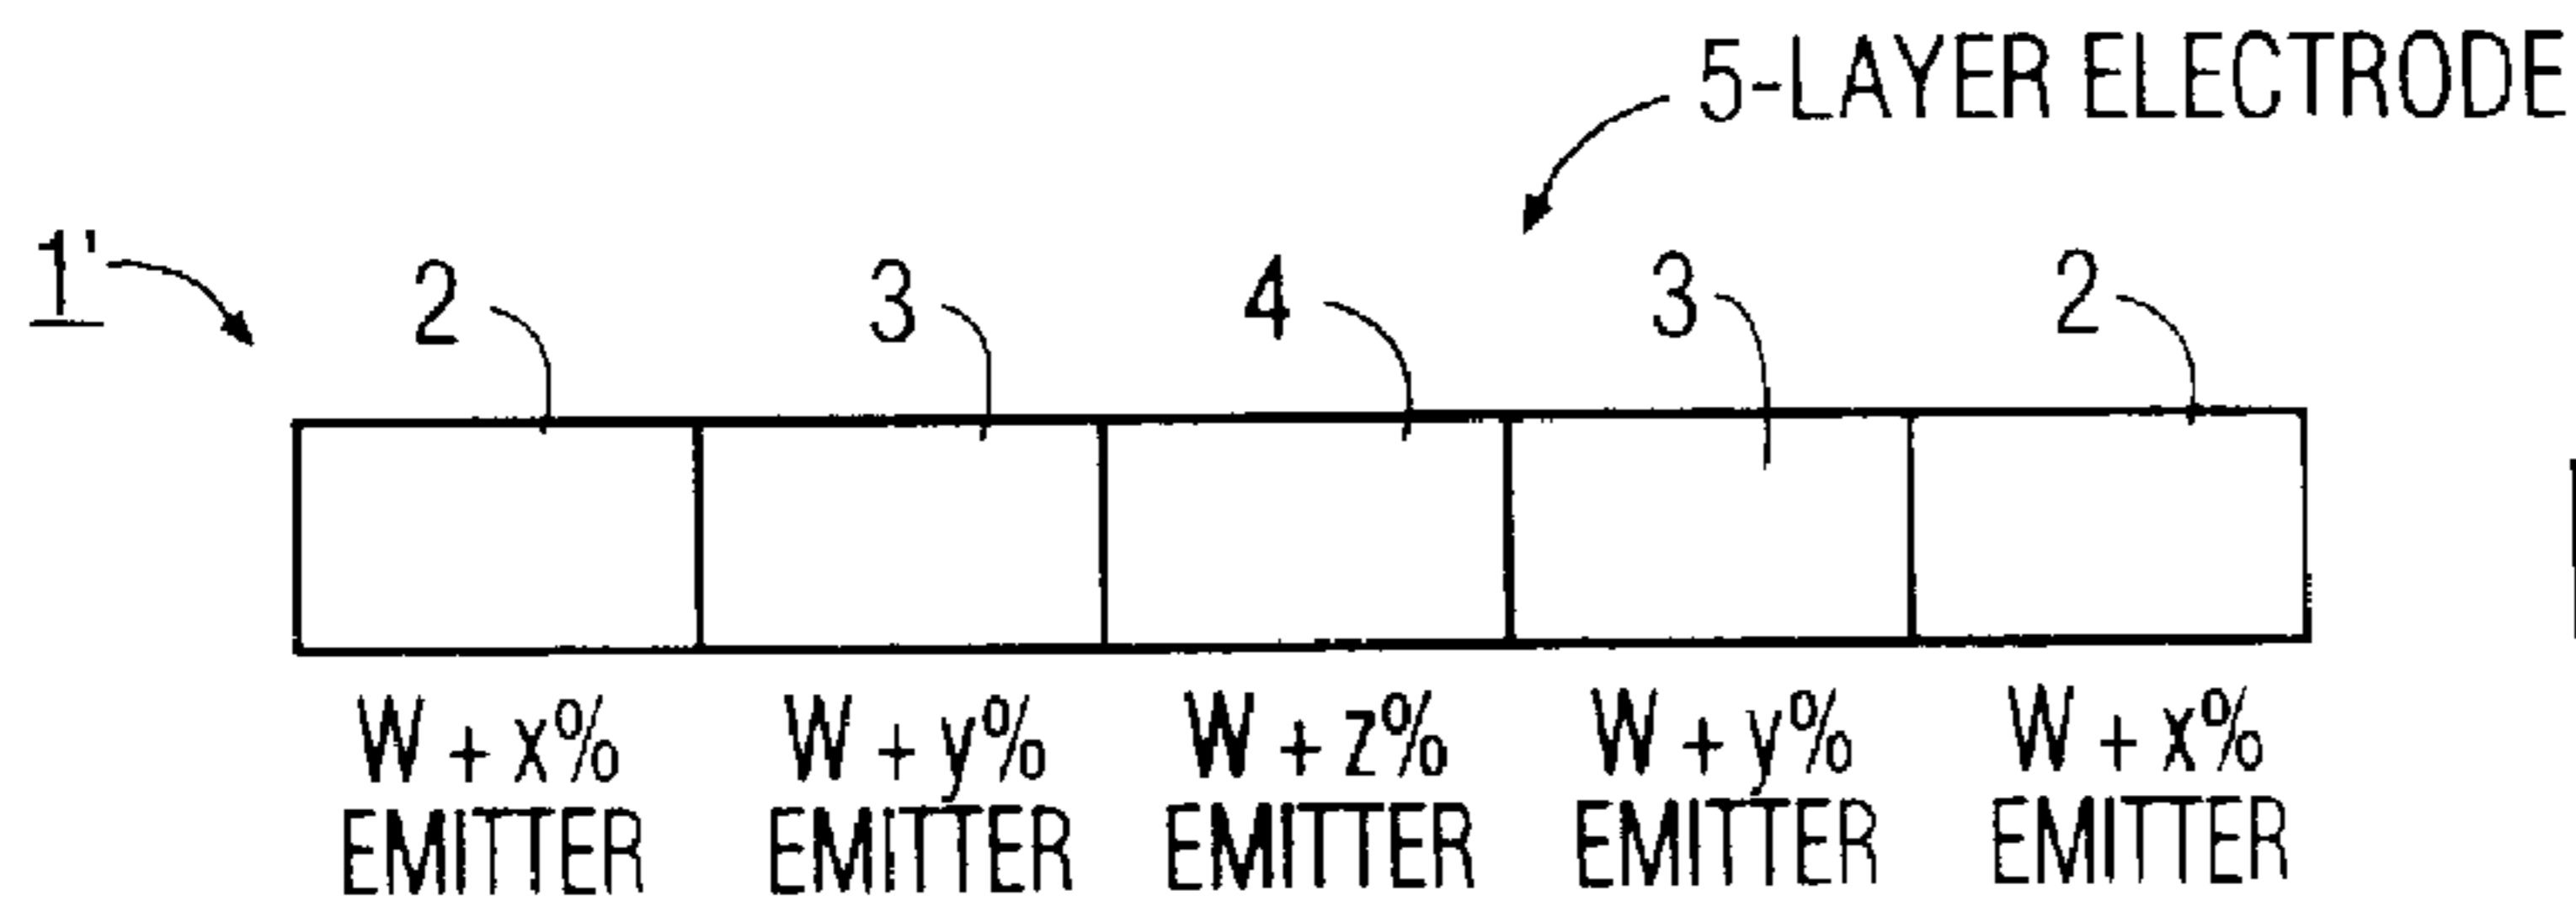 5-LAYER ELECTRODE
1' 2 3 4 3 2
W + x% W + y% W + z% W + y% W + x%
EMITTER EMITTER EMITTER EMITTER EMITTER